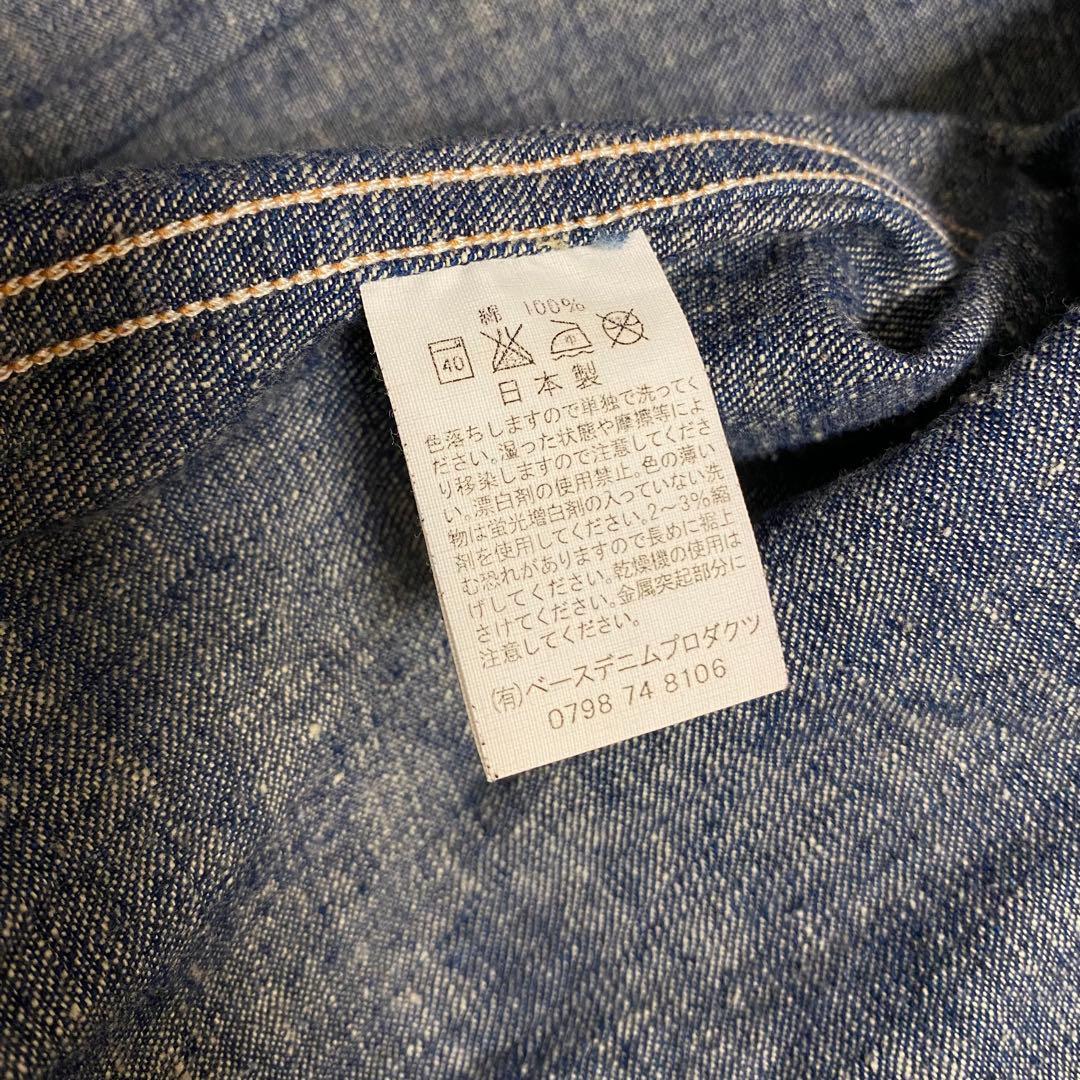 綿 100%
40 中
日本製
色落ちしますので単独で洗ってく
ださい。湿った状態や摩擦等によ
り移染しますので注意してくださ
い。漂白剤の使用禁止。色の薄い
物は蛍光増白剤の入っていない洗
剤を使用してください。2～3%縮
む恐れがありますので長めに裾上
げしてください。乾燥機の使用は
さけてください。金属突起部分に
注意してください。
(有)ベースデニムプロダクツ
0798 74 8106